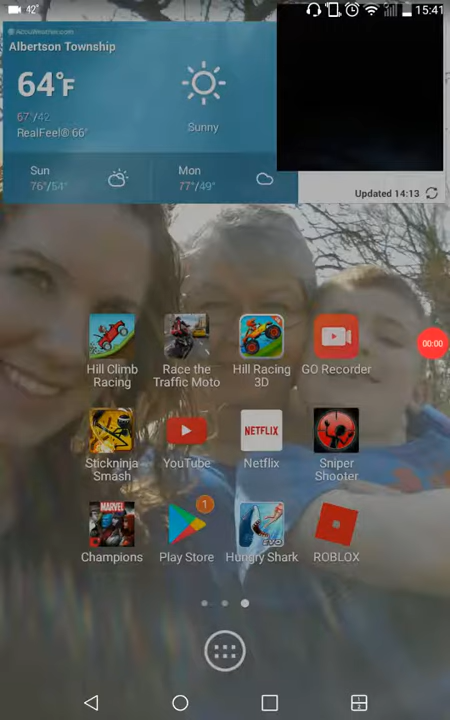 42°
15:41
AccuWeather.com
Albertson Township
64°F
67°/42
RealFeel® 66°
Sunny
Sun
76°/54°
Mon
77°/49°
Updated 14:13
00:00
Hill Climb
Racing
Race the
Traffic Moto
Hill Racing
3D
GO Recorder
NETFLIX
Stickninja
Smash
YouTube
Netflix
Sniper
Shooter
MARVEL
1
EVO
Champions
Play Store
Hungry Shark
ROBLOX